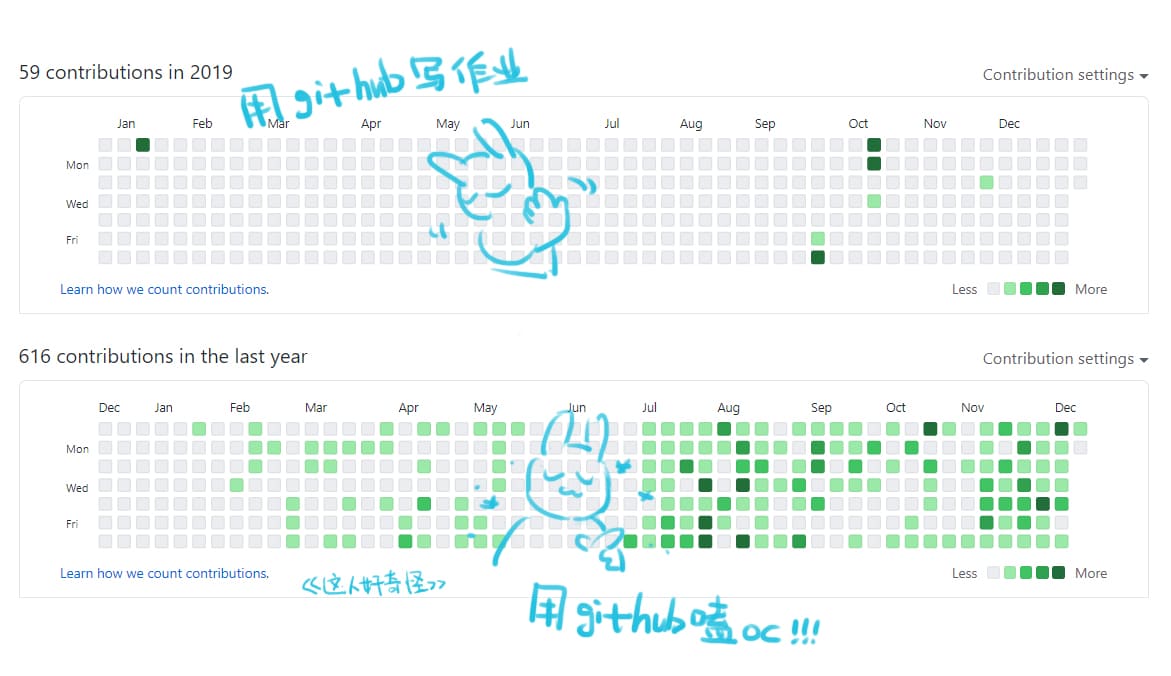 59 contributions in 2019
用github写作业
Contribution settings
Jan Feb Mar Apr May Jun Jul Aug Sep Oct Nov Dec
Mon
Wed
Fri
Learn how we count contributions.
Less More
616 contributions in the last year
Contribution settings
Dec Jan Feb Mar Apr May Jun Jul Aug Sep Oct Nov Dec
Mon
Wed
Fri
Learn how we count contributions.
Less More
<<这人好奇怪>>
用github嗑oc!!!